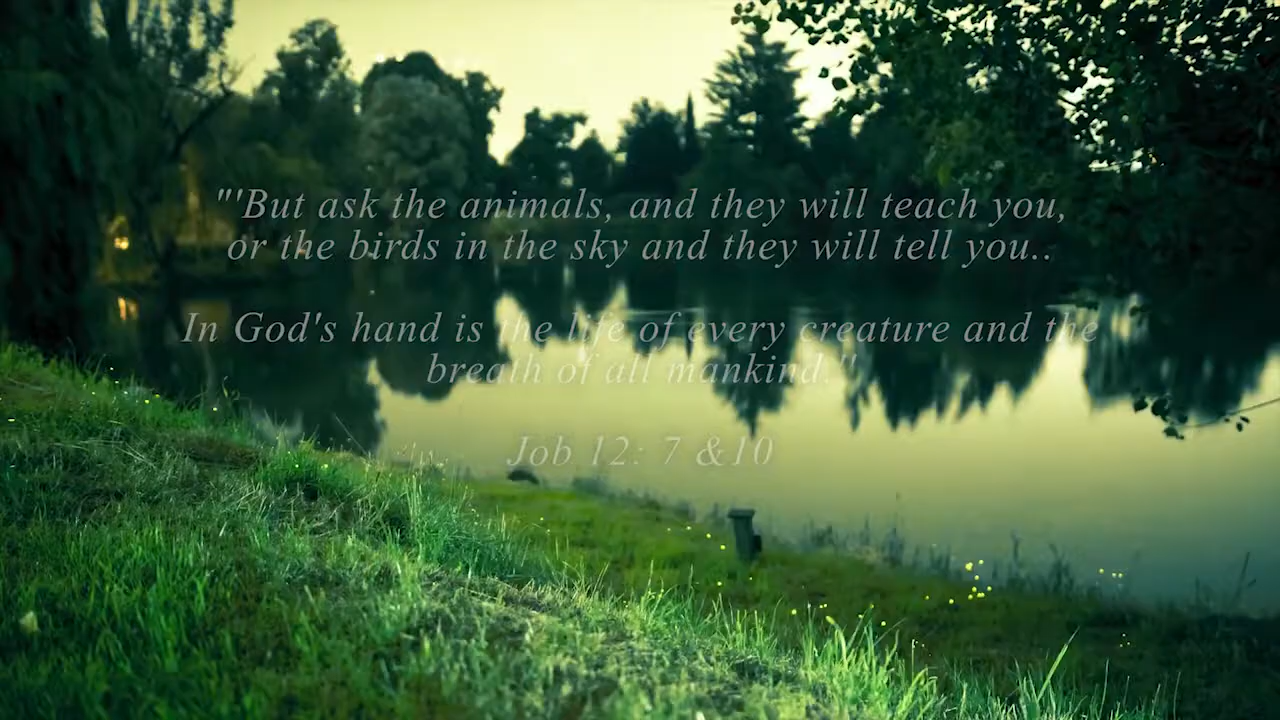 "'But ask the animals, and they will teach you,
or the birds in the sky and they will tell you..
In God's hand is the life of every creature and the
breath of all mankind."
Job 12: 7 &10